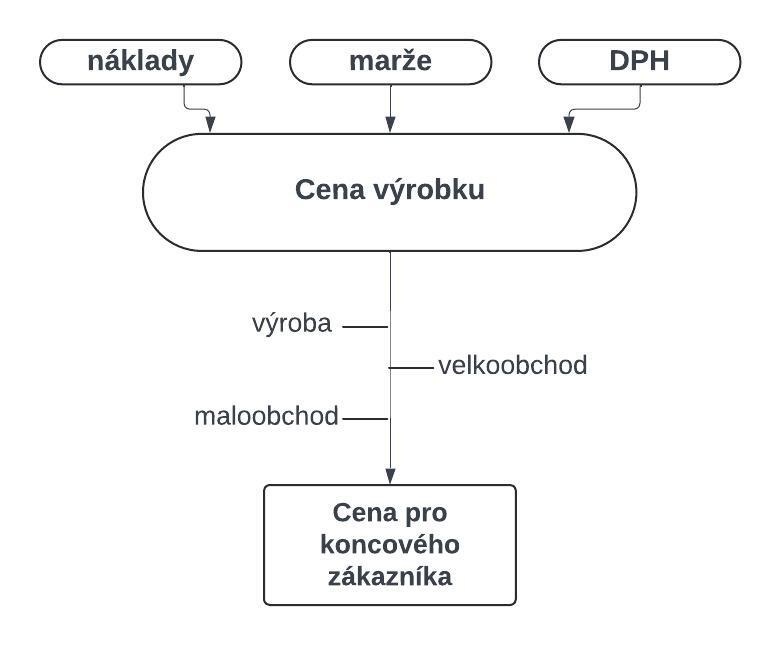 náklady
marže
DPH
Cena výrobku
výroba
velkoobchod
maloobchod
Cena pro
koncového
zákazníka